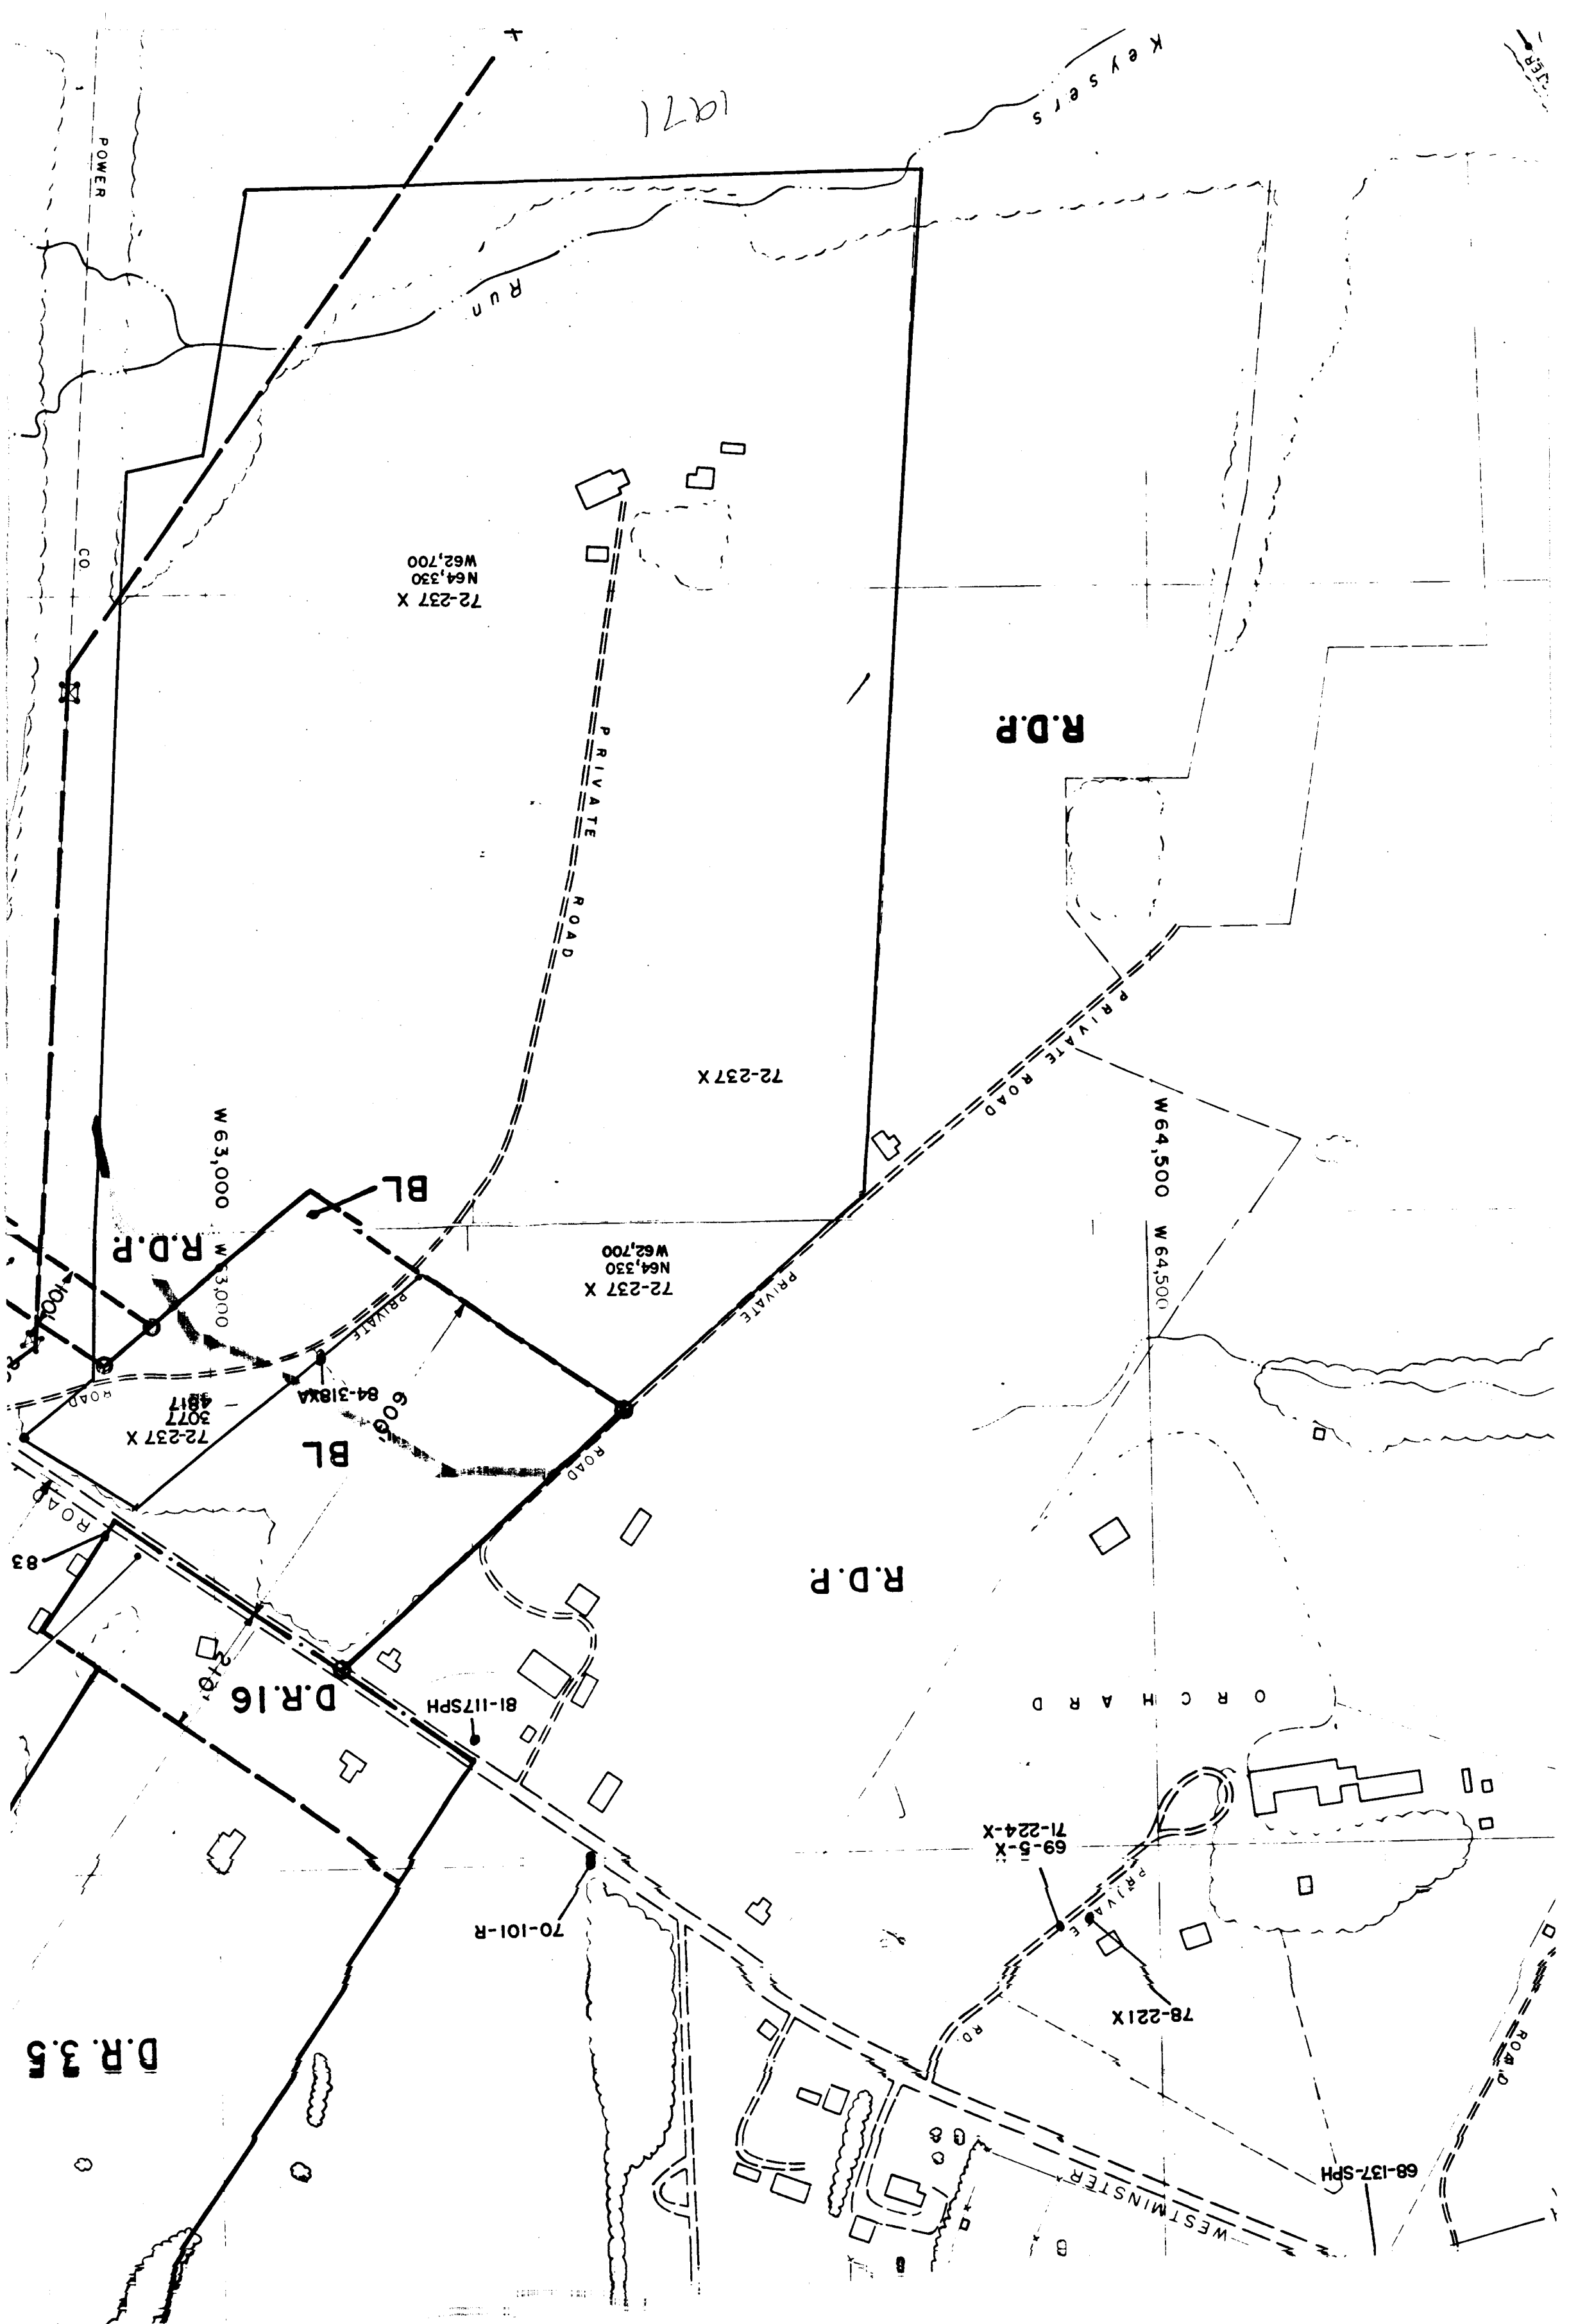 68-137-SPH
WESTMINSTER
ROAD
D.R. 3.5
78-221X
RD.
PRIVATE
70-101-R
69-5-X
71-224-X
ORCHARD
81-117SPH
D.R.16
210'
83
ROAD
R.D.P.
BL
600'
ROAD
72-237 X
3077
4817
84-318XA
ROAD
PRIVATE
100'
R.D.P.
W 63,000
W 63,000
72-237 X
N64,330
W62,700
PRIVATE
W 64,500
W 64,500
BL
72-237 X
PRIVATE ROAD
PRIVATE ROAD
R.D.P.
72-237 X
N64,330
W62,700
CO.
Run
POWER
1971
Keysers